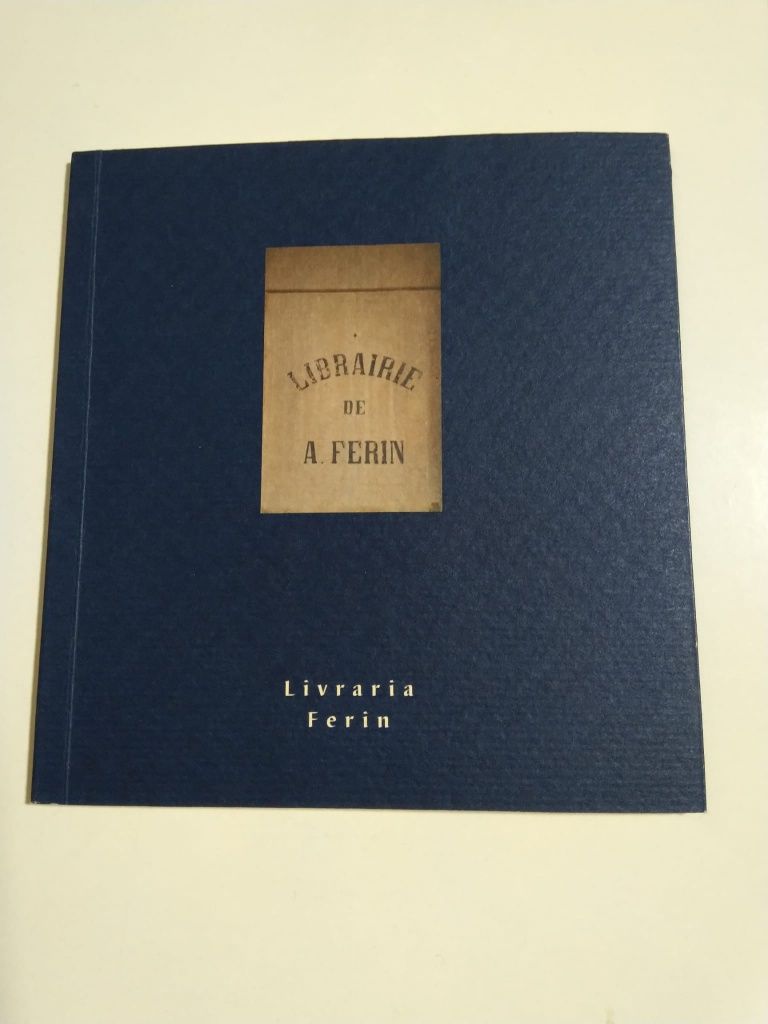 LIBRAIRIE
DE
A. FERIN
Livraria
Ferin